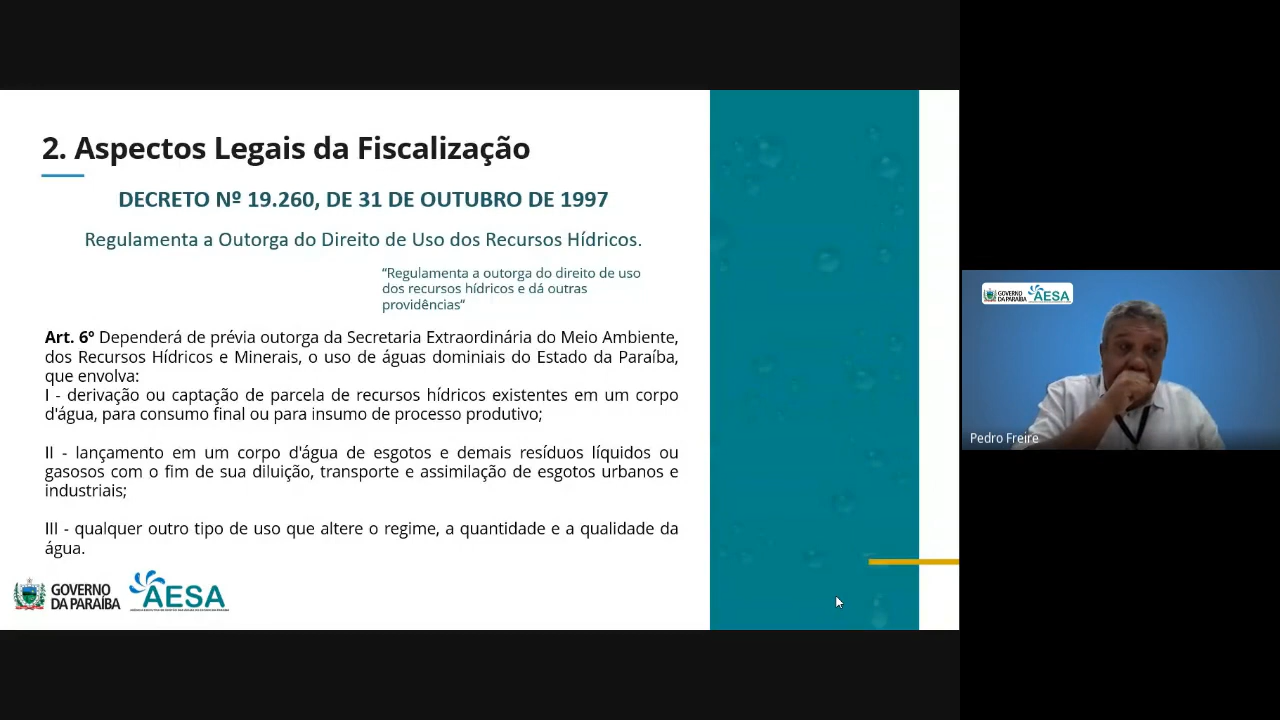 2. Aspectos Legais da Fiscalização
DECRETO Nº 19.260, DE 31 DE OUTUBRO DE 1997
Regulamenta a Outorga do Direito de Uso dos Recursos Hídricos.
“Regulamenta a outorga do direito de uso
dos recursos hídricos e dá outras
providências“
Art. 6º Dependerá de prévia outorga da Secretaria Extraordinária do Meio Ambiente,
dos Recursos Hídricos e Minerais, o uso de águas dominiais do Estado da Paraíba,
que envolva:
I - derivação ou captação de parcela de recursos hídricos existentes em um corpo
d'água, para consumo final ou para insumo de processo produtivo;
II - lançamento em um corpo d'água de esgotos e demais resíduos líquidos ou
gasosos com o fim de sua diluição, transporte e assimilação de esgotos urbanos e
industriais;
III - qualquer outro tipo de uso que altere o regime, a quantidade e a qualidade da
água.
GOVERNO
DA PARAÍBA
AESA
GOVERNO
DA PARAÍBA
AESA
Pedro Freire